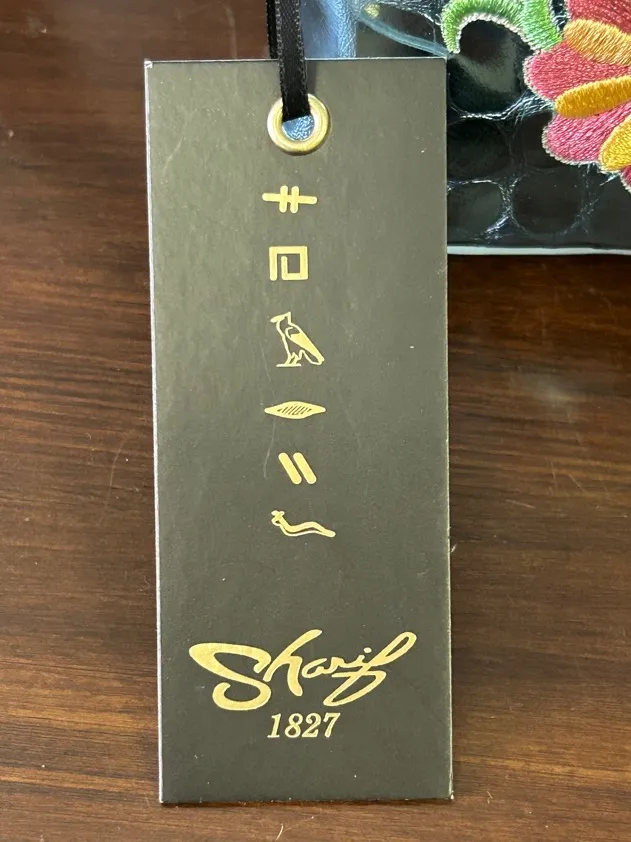 𓊃
𓉔
𓄿
𓂋
𓏭
𓆑
Sharif
1827